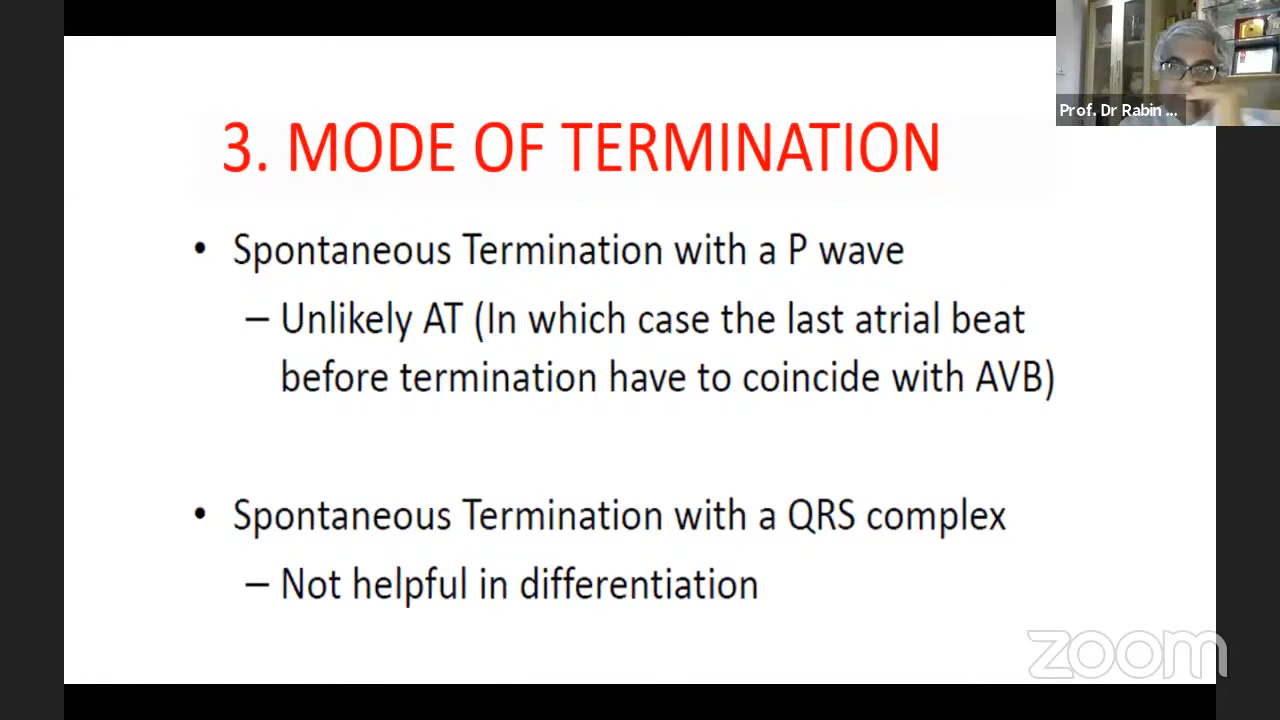 Prof. Dr Rabin ...
3. MODE OF TERMINATION
• Spontaneous Termination with a P wave
– Unlikely AT (In which case the last atrial beat
before termination have to coincide with AVB)
• Spontaneous Termination with a QRS complex
– Not helpful in differentiation
zoom